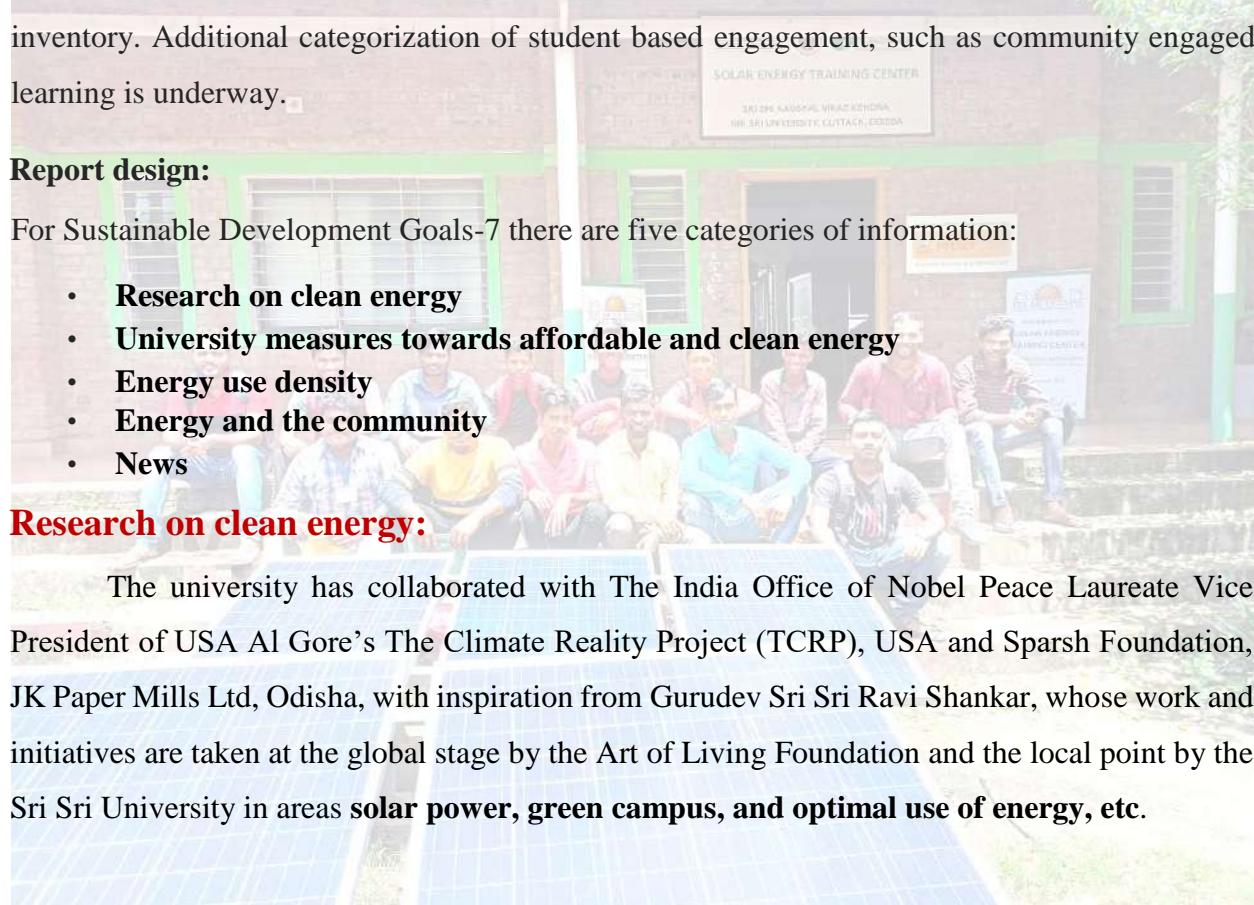 inventory. Additional categorization of student based engagement, such as community engaged
learning is underway.
SOLAR ENERGY TRAINING CENTER
SRI SRI UNIVERSITY, CUTTACK, ODISHA
Report design:
For Sustainable Development Goals-7 there are five categories of information:
• Research on clean energy
• University measures towards affordable and clean energy
• Energy use density
• Energy and the community
• News
Research on clean energy:
The university has collaborated with The India Office of Nobel Peace Laureate Vice
President of USA Al Gore’s The Climate Reality Project (TCRP), USA and Sparsh Foundation,
JK Paper Mills Ltd, Odisha, with inspiration from Gurudev Sri Sri Ravi Shankar, whose work and
initiatives are taken at the global stage by the Art of Living Foundation and the local point by the
Sri Sri University in areas solar power, green campus, and optimal use of energy, etc.